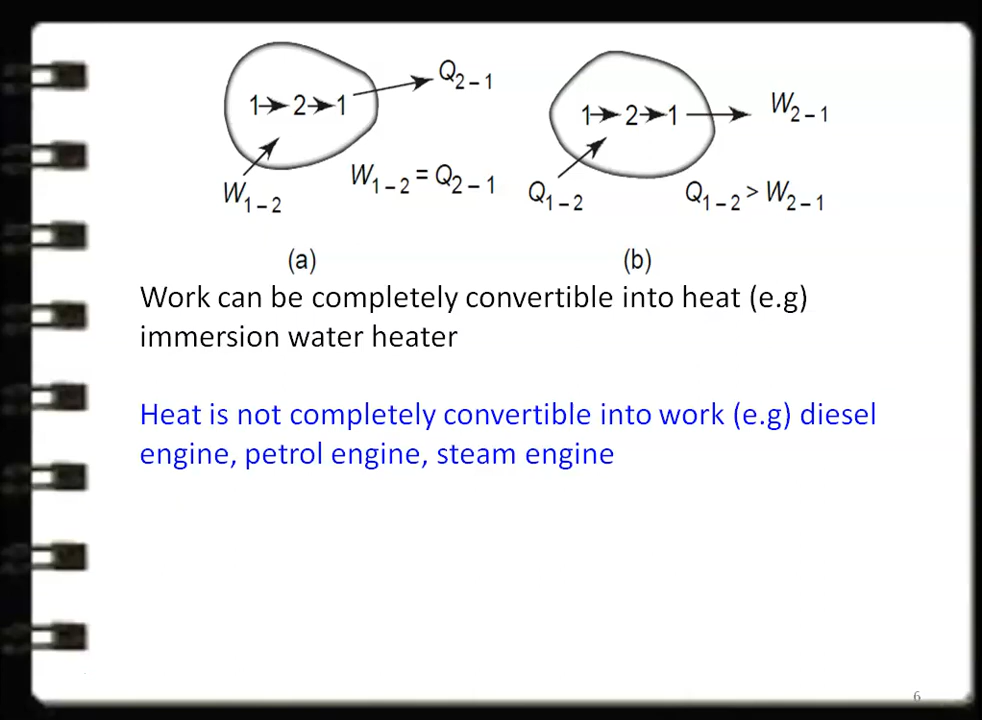 1→2→1 Q₂₋₁
W₁₋₂
W₁₋₂ = Q₂₋₁
(a)
1→2→1 W₂₋₁
Q₁₋₂
Q₁₋₂ > W₂₋₁
(b)
Work can be completely convertible into heat (e.g)
immersion water heater
Heat is not completely convertible into work (e.g) diesel
engine, petrol engine, steam engine
6